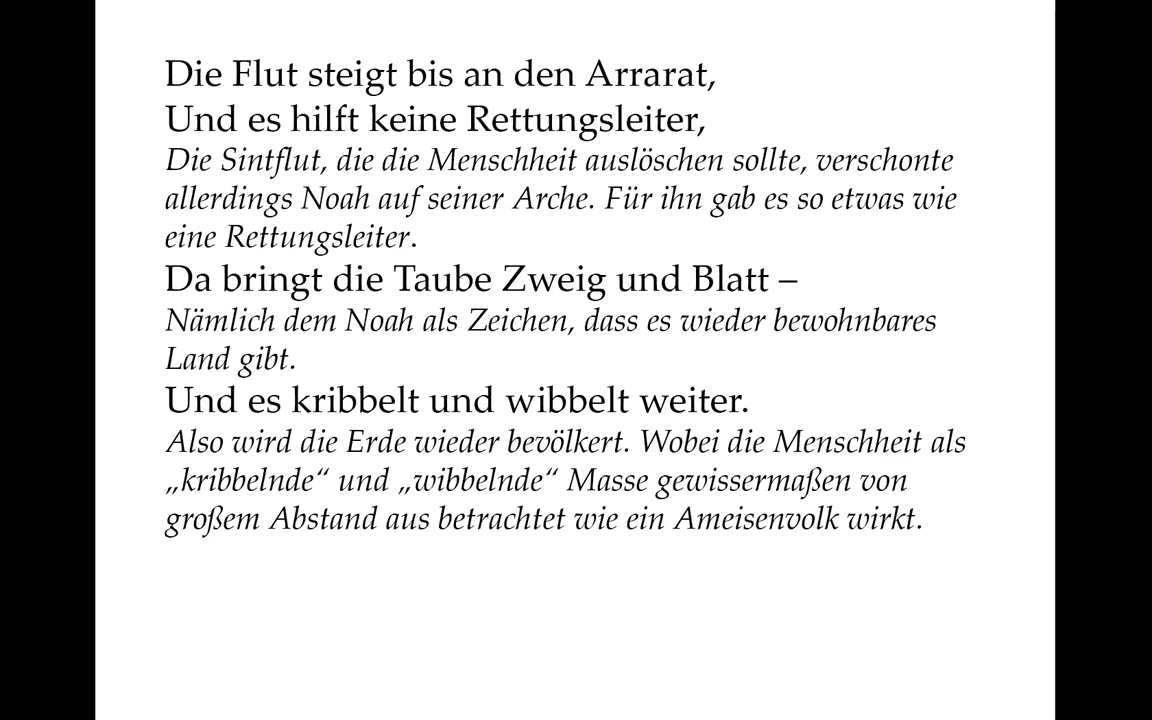 Die Flut steigt bis an den Arrarat,
Und es hilft keine Rettungsleiter,
Die Sintflut, die die Menschheit auslöschen sollte, verschonte
allerdings Noah auf seiner Arche. Für ihn gab es so etwas wie
eine Rettungsleiter.
Da bringt die Taube Zweig und Blatt –
Nämlich dem Noah als Zeichen, dass es wieder bewohnbares
Land gibt.
Und es kribbelt und wibbelt weiter.
Also wird die Erde wieder bevölkert. Wobei die Menschheit als
„kribbelnde“ und „wibbelnde“ Masse gewissermaßen von
großem Abstand aus betrachtet wie ein Ameisenvolk wirkt.